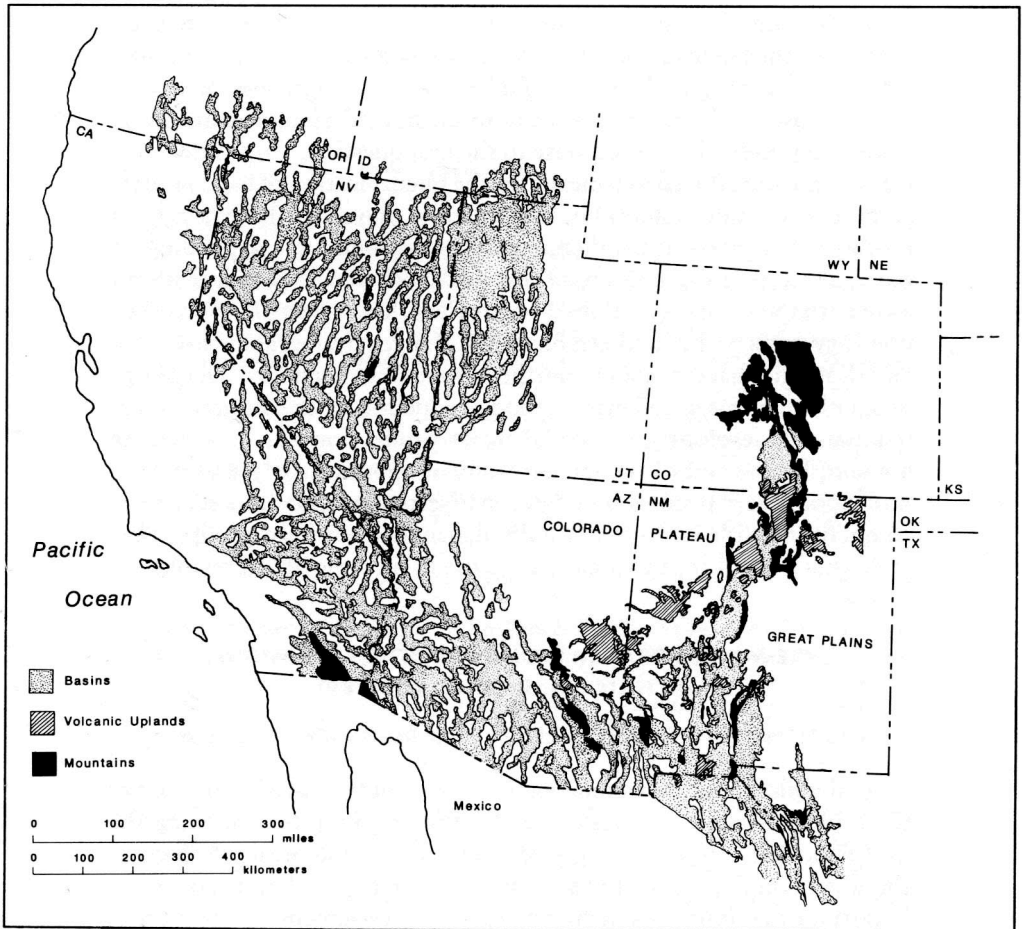 CA
OR ID
NV
WY NE
UT CO
AZ NM
KS
OK
TX
COLORADO PLATEAU
GREAT PLAINS
Pacific
Ocean
Basins
Volcanic Uplands
Mountains
Mexico
0 100 200 300
miles
0 100 200 300 400
kilometers